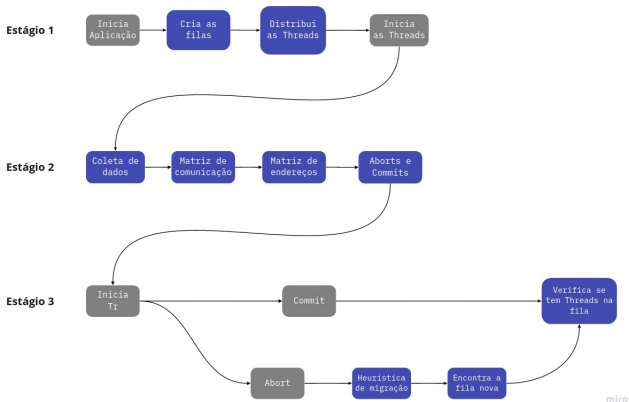 Estágio 1
Inicia
Aplicação
Cria as
filas
Distribui
as Threads
Inicia
as Threads
Estágio 2
Coleta de
dados
Matriz de
comunicação
Matriz de
endereços
Aborts e
Commits
Estágio 3
Inicia
Tr
Commit
Verifica se
tem Threads na
fila
Abort
Heuristica
de migração
Encontra a
fila nova
miro